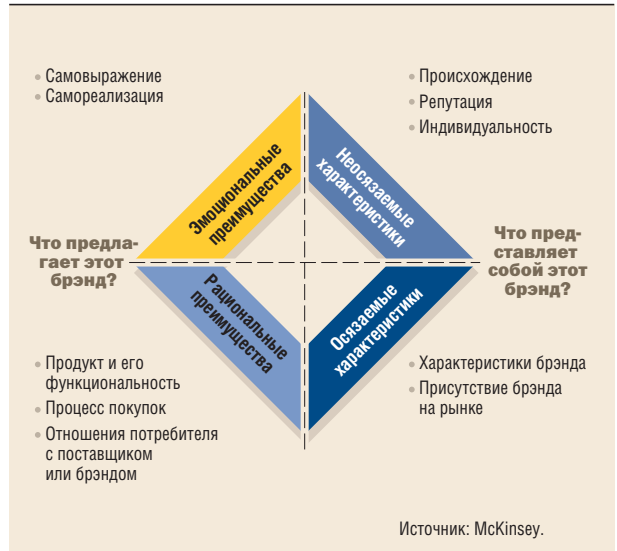 • Самовыражение
• Самореализация
• Происхождение
• Репутация
• Индивидуальность
Эмоциональные
преимущества
Неосязаемые
характеристики
Что предла-
гает этот
брэнд?
Что пред-
ставляет
собой этот
брэнд?
Рациональные
преимущества
Осязаемые
характеристики
• Продукт и его
функциональность
• Процесс покупок
• Отношения потребителя
с поставщиком
или брэндом
• Характеристики брэнда
• Присутствие брэнда
на рынке
Источник: McKinsey.